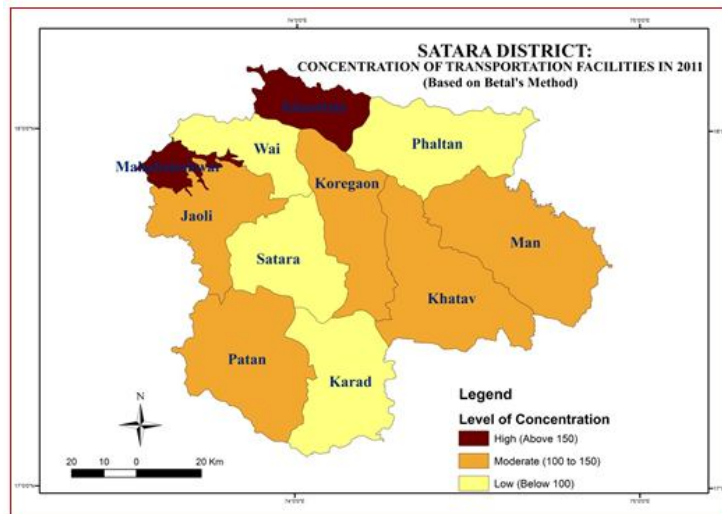 SATARA DISTRICT:
CONCENTRATION OF TRANSPORTATION FACILITIES IN 2011
(Based on Betal's Method)
Wai
Phaltan
Koregaon
Jaoli
Man
Satara
Khatav
Patan
Karad
N
20 10 0 20 Km
Legend
Level of Concentration
High (Above 150)
Moderate (100 to 150)
Low (Below 100)